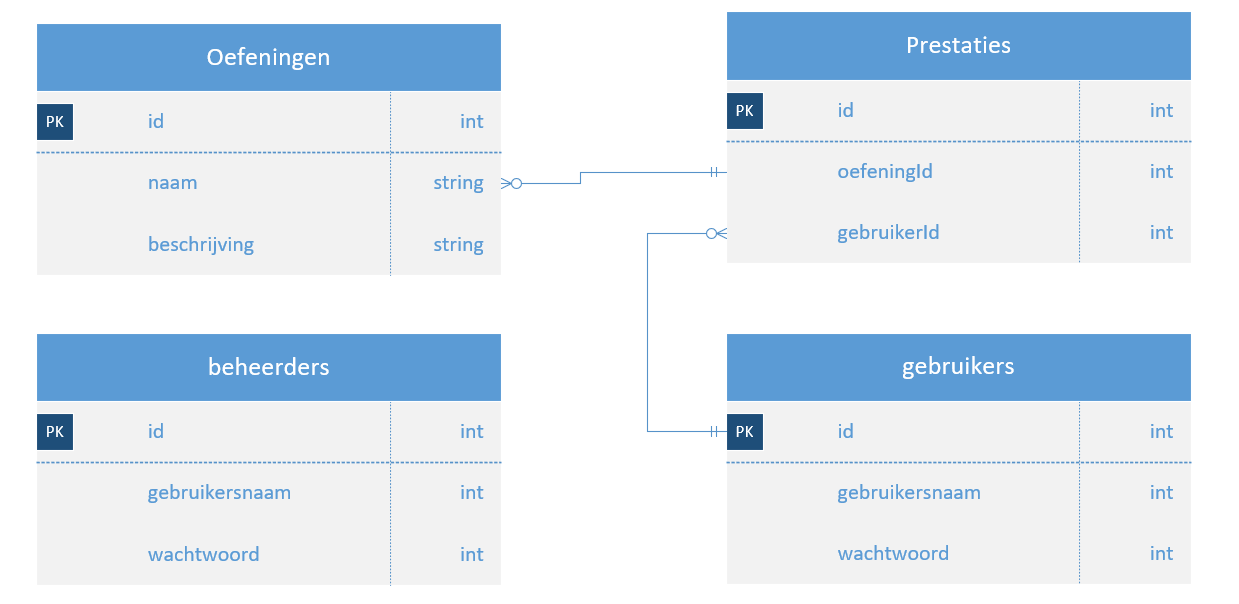 Oefeningen
PK id int
naam string
beschrijving string
Prestaties
PK id int
oefeningId int
gebruikerId int
beheerders
PK id int
gebruikersnaam int
wachtwoord int
gebruikers
PK id int
gebruikersnaam int
wachtwoord int